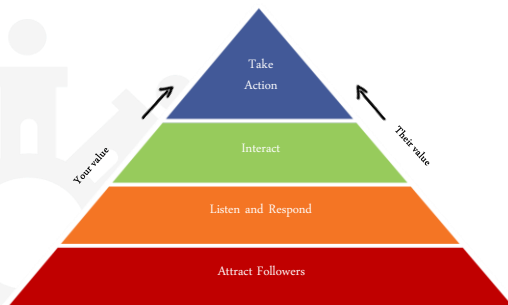 Take
Action
Interact
Your value
Their value
Listen and Respond
Attract Followers